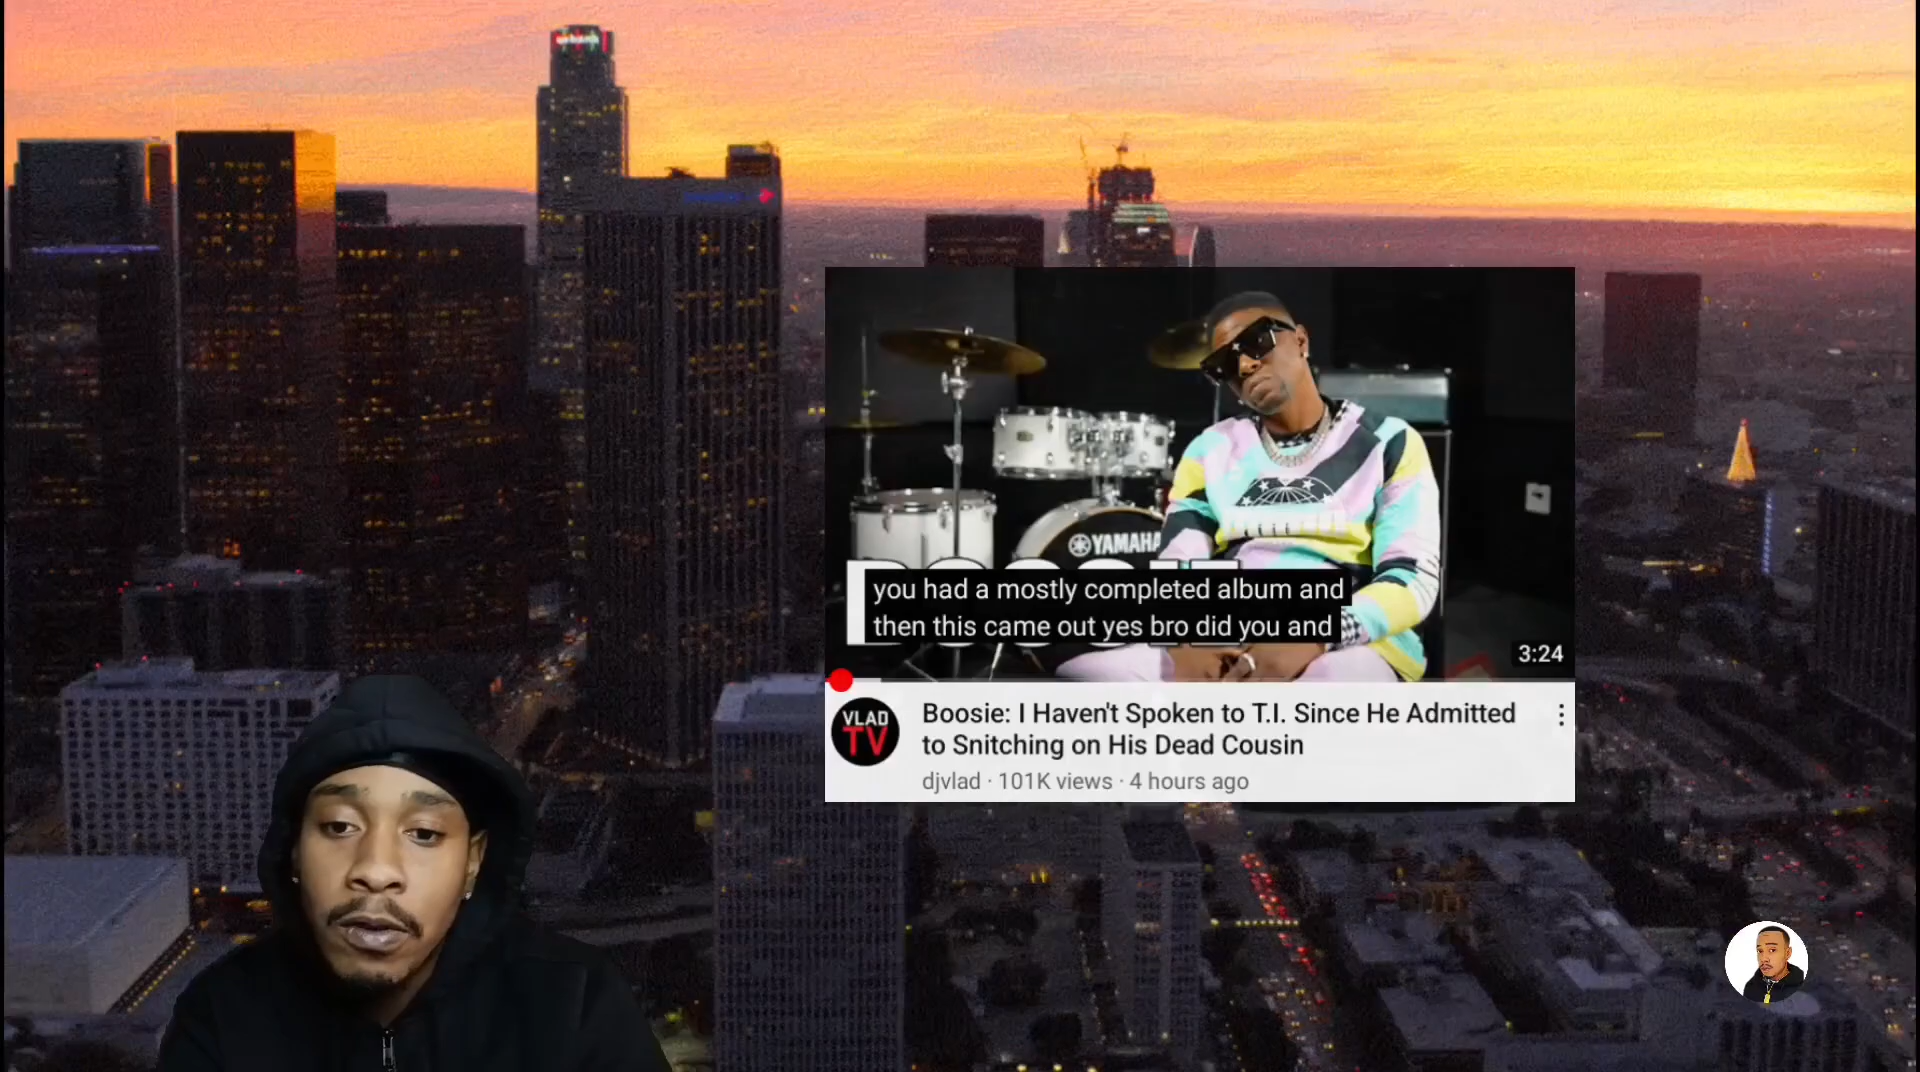 YAMAHA
you had a mostly completed album and
then this came out yes bro did you and
3:24
VLAD
TV
Boosie: I Haven't Spoken to T.I. Since He Admitted
to Snitching on His Dead Cousin
djvlad · 101K views · 4 hours ago